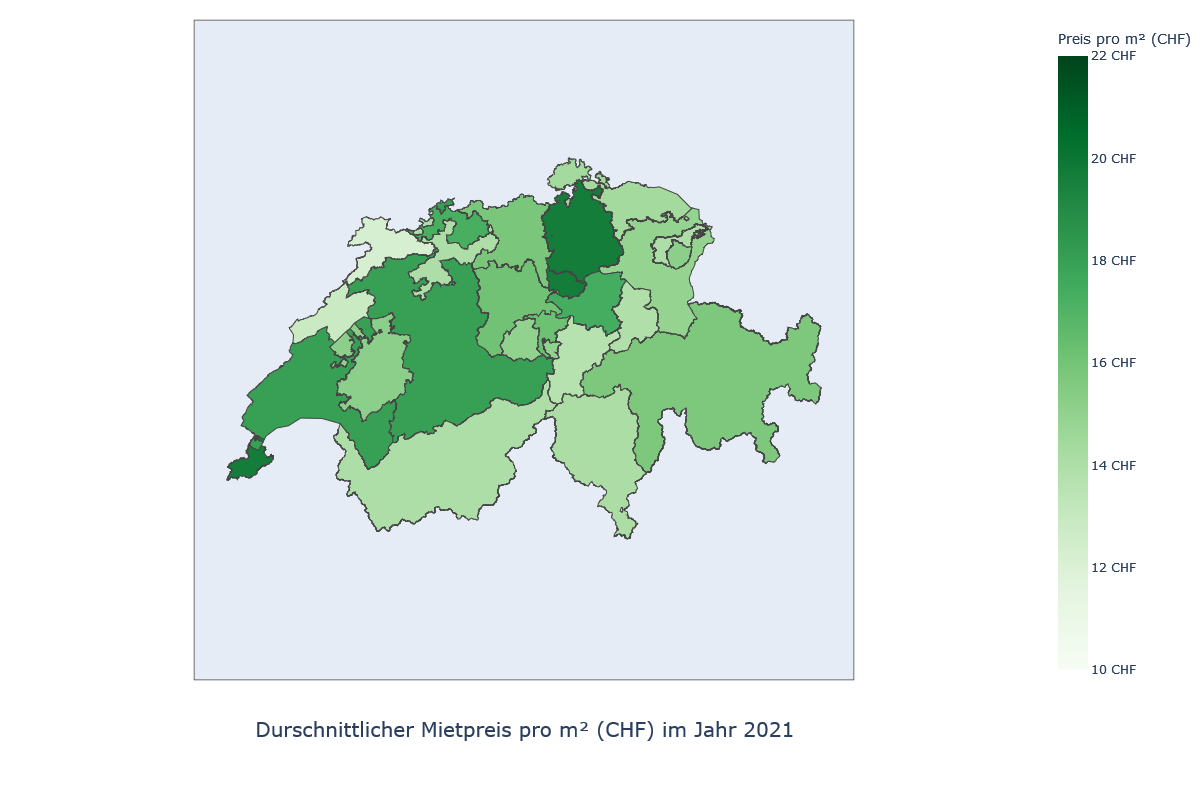 Preis pro m² (CHF)
22 CHF
20 CHF
18 CHF
16 CHF
14 CHF
12 CHF
10 CHF
Durschnittlicher Mietpreis pro m² (CHF) im Jahr 2021